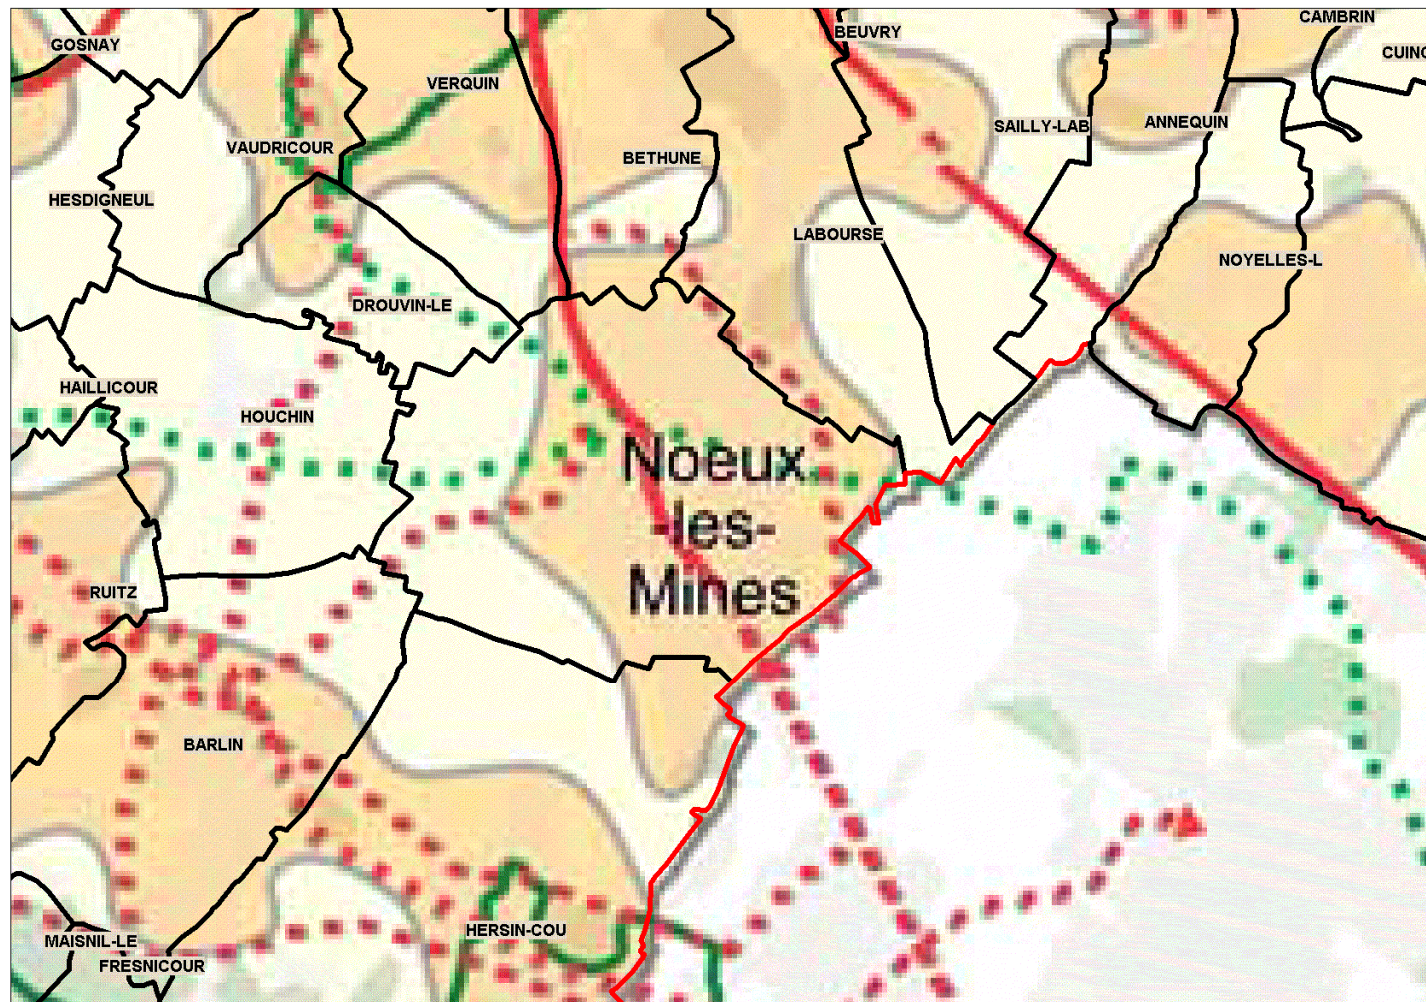 CAMBRIN
GOSNAY
BEUVRY
CUINC
VERQUIN
SAILLY-LAB
ANNEQUIN
VAUDRICOUR
BETHUNE
HESDIGNEUL
LABOURSE
NOYELLES-L
DROUVIN-LE
HAILLICOUR
HOUCHIN
Noeux
-les-
Mines
RUITZ
BARLIN
HERSIN-COU
MAISNIL-LE
FRESNICOUR